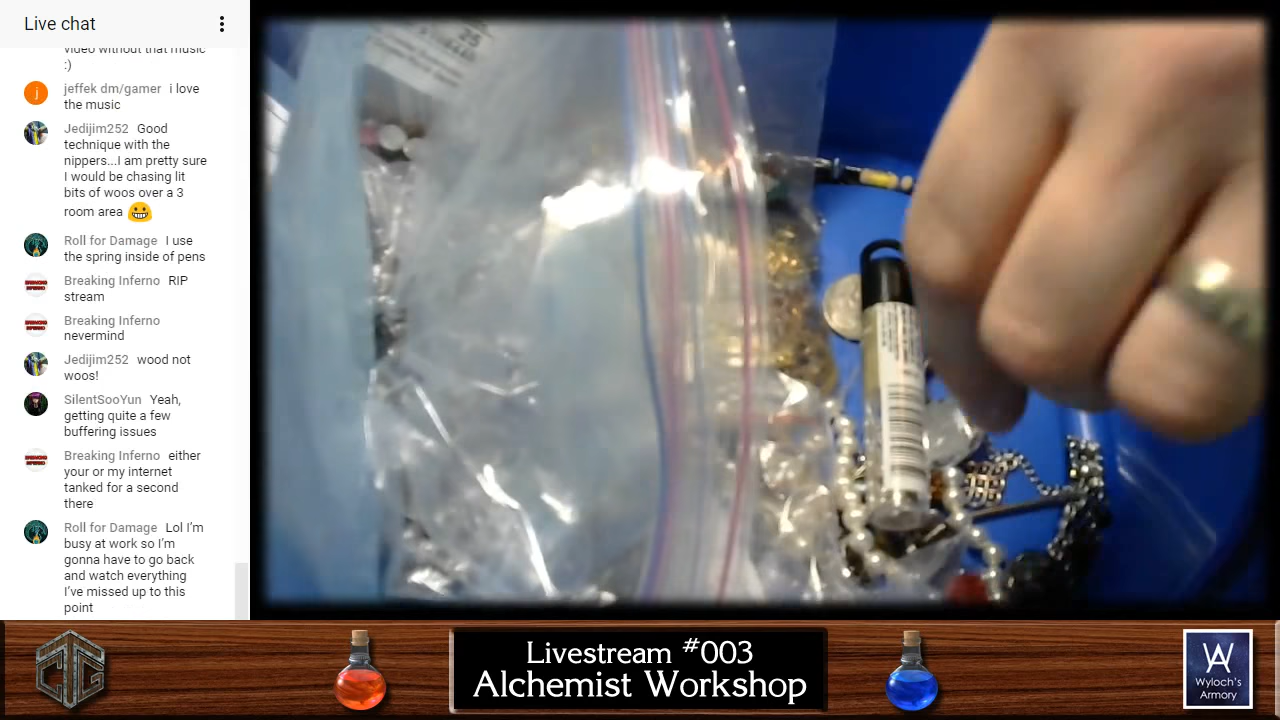 Live chat
video without that music
:)
jeffek dm/gamer i love
the music
Jedijim252 Good
technique with the
nippers...I am pretty sure
I would be chasing lit
bits of woos over a 3
room area
Roll for Damage I use
the spring inside of pens
Breaking Inferno RIP
stream
Breaking Inferno
nevermind
Jedijim252 wood not
woos!
SilentSooYun Yeah,
getting quite a few
buffering issues
Breaking Inferno either
your or my internet
tanked for a second
there
Roll for Damage Lol I'm
busy at work so I'm
gonna have to go back
and watch everything
I've missed up to this
point
25
CTG
Livestream #003
Alchemist Workshop
WA
Wyloch's
Armory